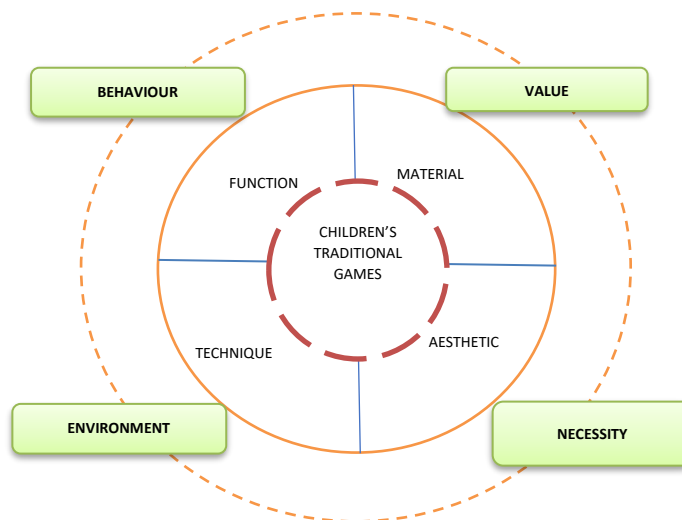 BEHAVIOUR
VALUE
FUNCTION
MATERIAL
CHILDREN'S
TRADITIONAL
GAMES
TECHNIQUE
AESTHETIC
ENVIRONMENT
NECESSITY